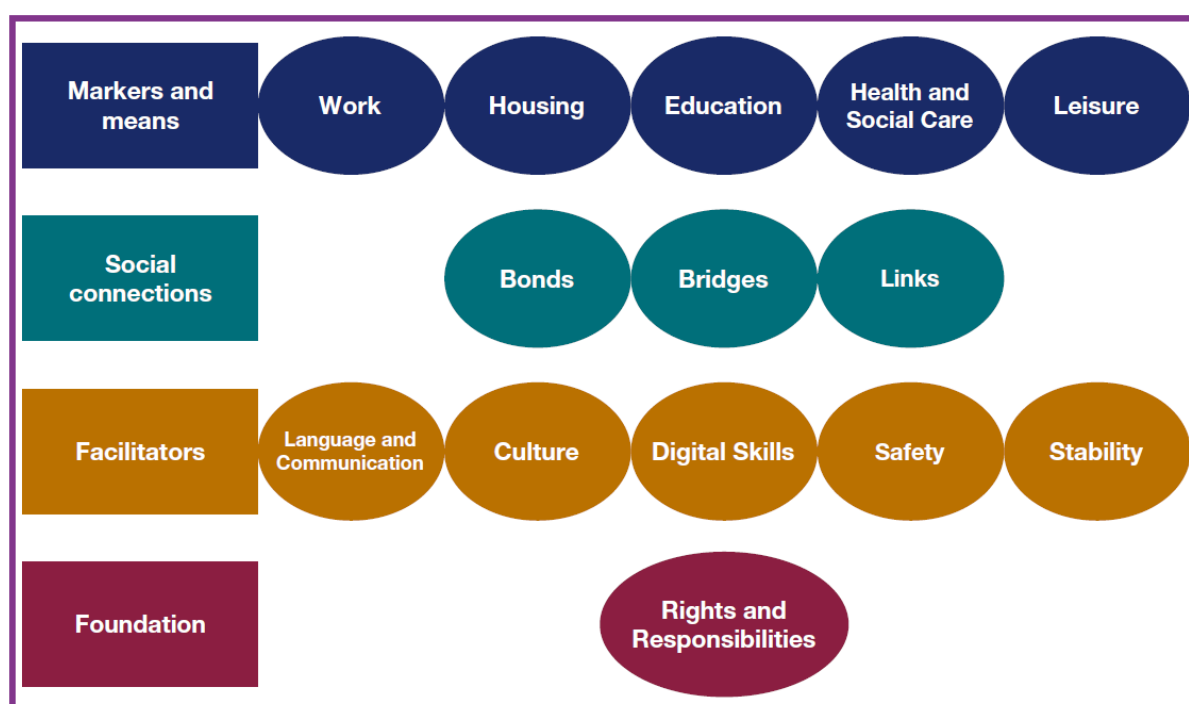 Markers and
means
Work
Housing
Education
Health and
Social Care
Leisure
Social
connections
Bonds
Bridges
Links
Facilitators
Language and
Communication
Culture
Digital Skills
Safety
Stability
Foundation
Rights and
Responsibilities